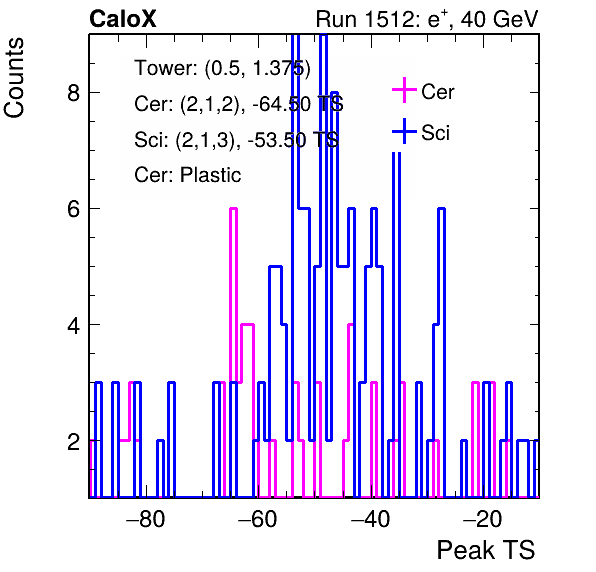 CaloX
Run 1512: e+, 40 GeV
Counts
Tower: (0.5, 1.375)
Cer: (2,1,2), -64.50 TS
Sci: (2,1,3), -53.50 TS
Cer: Plastic
Cer
Sci
8
6
4
2
−80 −60 −40 −20
Peak TS